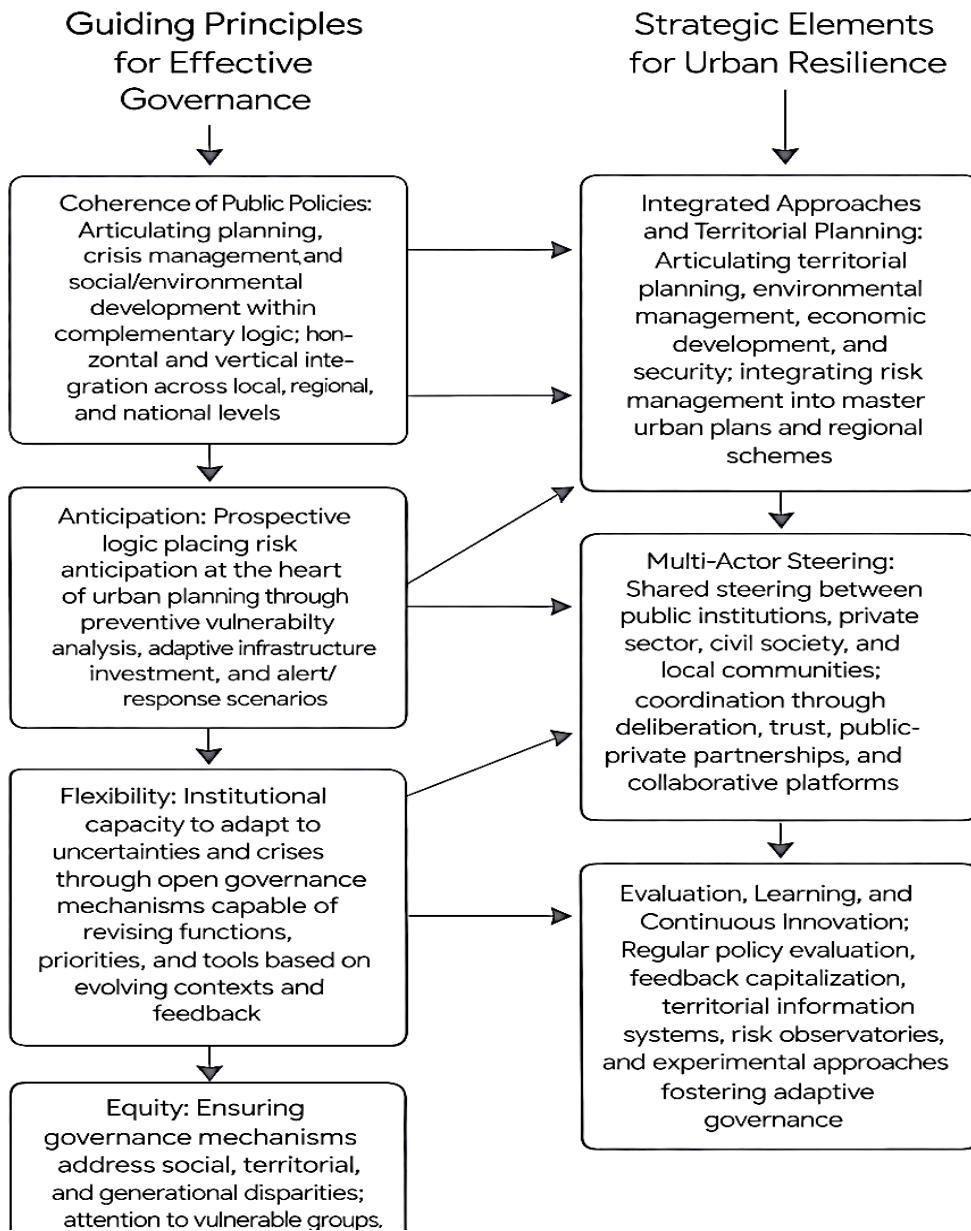 Guiding Principles
for Effective
Governance
Coherence of Public Policies:
Articulating planning,
crisis management, and
social/environmental
development within
complementary logic; hon-
zontal and vertical inte-
gration across local, regional,
and national levels
Anticipation: Prospective
logic placing risk
anticipation at the heart
of urban planning through
preventive vulnerabilty
analysis, adaptive infrastructure
investment, and alert/
response scenarios
Flexibility: Institutional
capacity to adapt to
uncertainties and crises
through open governance
mechanisms capable of
revising functions,
priorities, and tools based on
evolving contexts and
feedback
Equity: Ensuring
governance mechanisms
address social, territorial,
and generational disparities;
attention to vulnerable groups,
Strategic Elements
for Urban Resilience
Integrated Approaches
and Territorial Planning:
Articulating territorial
planning, environmental
management, economic
development, and
security; integrating risk
management into master
urban plans and regional
schemes
Multi-Actor Steering:
Shared steering between
public institutions, private
sector, civil society, and
local communities;
coordination through
deliberation, trust, public-
private partnerships, and
collaborative platforms
Evaluation, Learning, and
Continuous Innovation;
Regular policy evaluation,
feedback capitalization,
territorial information
systems, risk observatories,
and experimental approaches
fostering adaptive
governance